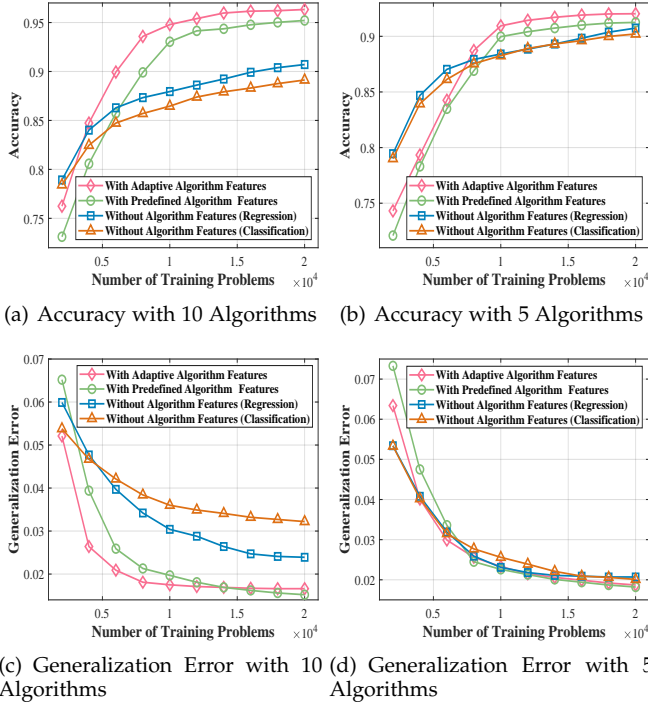 0.95
0.9
0.85
0.8
0.75
Accuracy
With Adaptive Algorithm Features
With Predefined Algorithm Features
Without Algorithm Features (Regression)
Without Algorithm Features (Classification)
0.5 1 1.5 2
Number of Training Problems ×10⁴
(a) Accuracy with 10 Algorithms
0.9
0.85
0.8
0.75
Accuracy
With Adaptive Algorithm Features
With Predefined Algorithm Features
Without Algorithm Features (Regression)
Without Algorithm Features (Classification)
0.5 1 1.5 2
Number of Training Problems ×10⁴
(b) Accuracy with 5 Algorithms
0.07
0.06
0.05
0.04
0.03
0.02
Generalization Error
With Adaptive Algorithm Features
With Predefined Algorithm Features
Without Algorithm Features (Regression)
Without Algorithm Features (Classification)
0.5 1 1.5 2
Number of Training Problems ×10⁴
(c) Generalization Error with 10
Algorithms
0.07
0.06
0.05
0.04
0.03
0.02
Generalization Error
With Adaptive Algorithm Features
With Predefined Algorithm Features
Without Algorithm Features (Regression)
Without Algorithm Features (Classification)
0.5 1 1.5 2
Number of Training Problems ×10⁴
(d) Generalization Error with 5
Algorithms